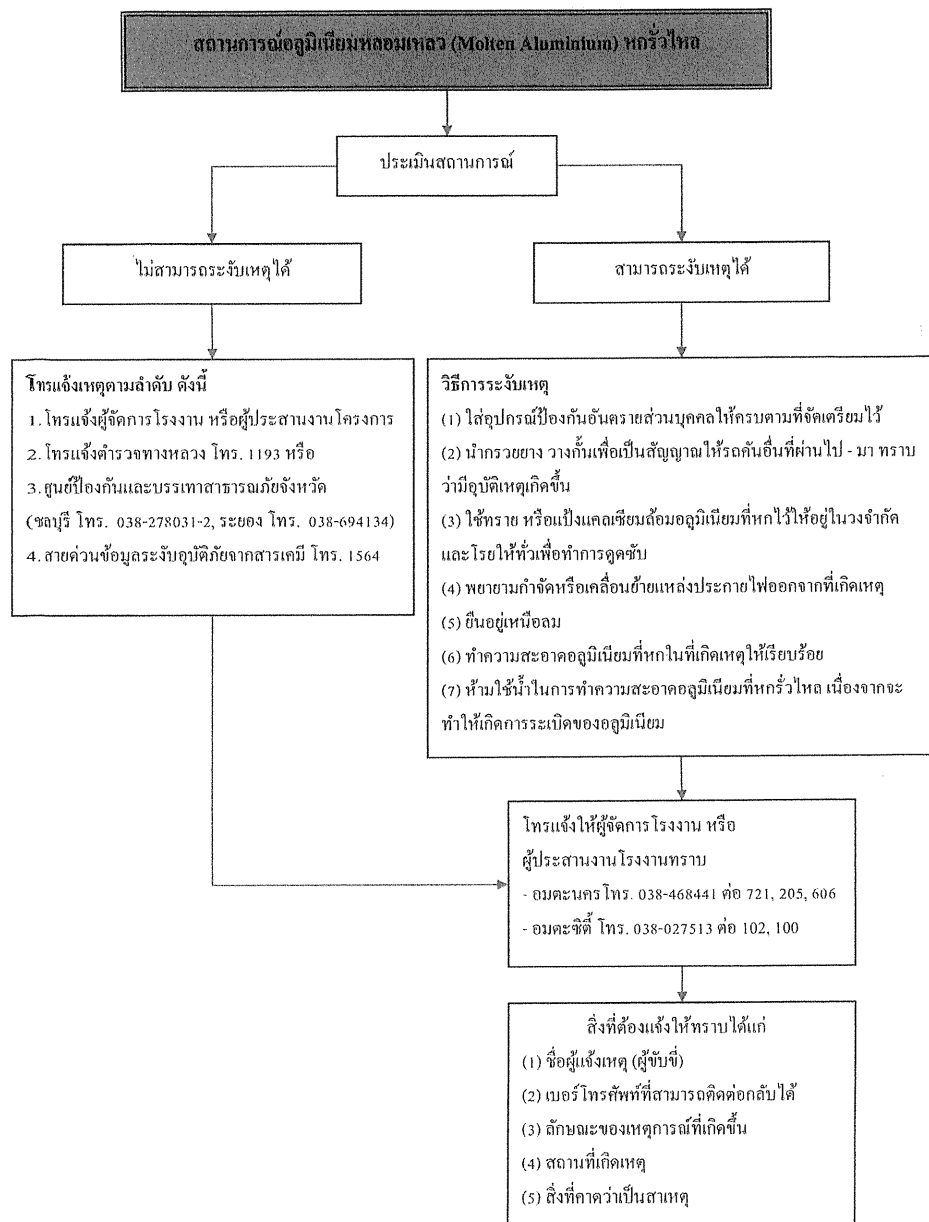 สถานการณ์อลูมิเนียมหลอมเหลว (Molten Aluminium) หกรั่วไหล
ประเมินสถานการณ์
ไม่สามารถระงับเหตุได้
สามารถระงับเหตุได้
โทรแจ้งเหตุตามลำดับ ดังนี้
1. โทรแจ้งผู้จัดการโรงงาน หรือผู้ประสานงานโครงการ
2. โทรแจ้งตำรวจทางหลวง โทร. 1193 หรือ
3. ศูนย์ป้องกันและบรรเทาสาธารณภัยจังหวัด
(ชลบุรี โทร. 038-278031-2, ระยอง โทร. 038-694134)
4. สายด่วนข้อมูลระงับอุบัติภัยจากสารเคมี โทร. 1564
วิธีการระงับเหตุ
(1) ใส่อุปกรณ์ป้องกันอันตรายส่วนบุคคลให้ครบตามที่จัดเตรียมไว้
(2) นำกรวยยาง วางกั้นเพื่อเป็นสัญญาณให้รถคันอื่นที่ผ่านไป - มา ทราบ
ว่ามีอุบัติเหตุเกิดขึ้น
(3) ใช้ทราย หรือแป้งแคลเซียมล้อมอลูมิเนียมที่หกไว้ให้อยู่ในวงจำกัด
และโรยให้ทั่วเพื่อทำการดูดซับ
(4) พยายามกำจัดหรือเคลื่อนย้ายแหล่งประกายไฟออกจากที่เกิดเหตุ
(5) ยืนอยู่เหนือลม
(6) ทำความสะอาดอลูมิเนียมที่หกในที่เกิดเหตุให้เรียบร้อย
(7) ห้ามใช้น้ำในการทำความสะอาดอลูมิเนียมที่หกรั่วไหล เนื่องจากจะ
ทำให้เกิดการระเบิดของอลูมิเนียม
โทรแจ้งให้ผู้จัดการโรงงาน หรือ
ผู้ประสานงานโรงงานทราบ
- อมตะนคร โทร. 038-468441 ต่อ 721, 205, 606
- อมตะซิตี้ โทร. 038-027513 ต่อ 102, 100
สิ่งที่ต้องแจ้งให้ทราบได้แก่
(1) ชื่อผู้แจ้งเหตุ (ผู้ขับขี่)
(2) เบอร์โทรศัพท์ที่สามารถติดต่อกลับได้
(3) ลักษณะของเหตุการณ์ที่เกิดขึ้น
(4) สถานที่เกิดเหตุ
(5) สิ่งที่คาดว่าเป็นสาเหตุ